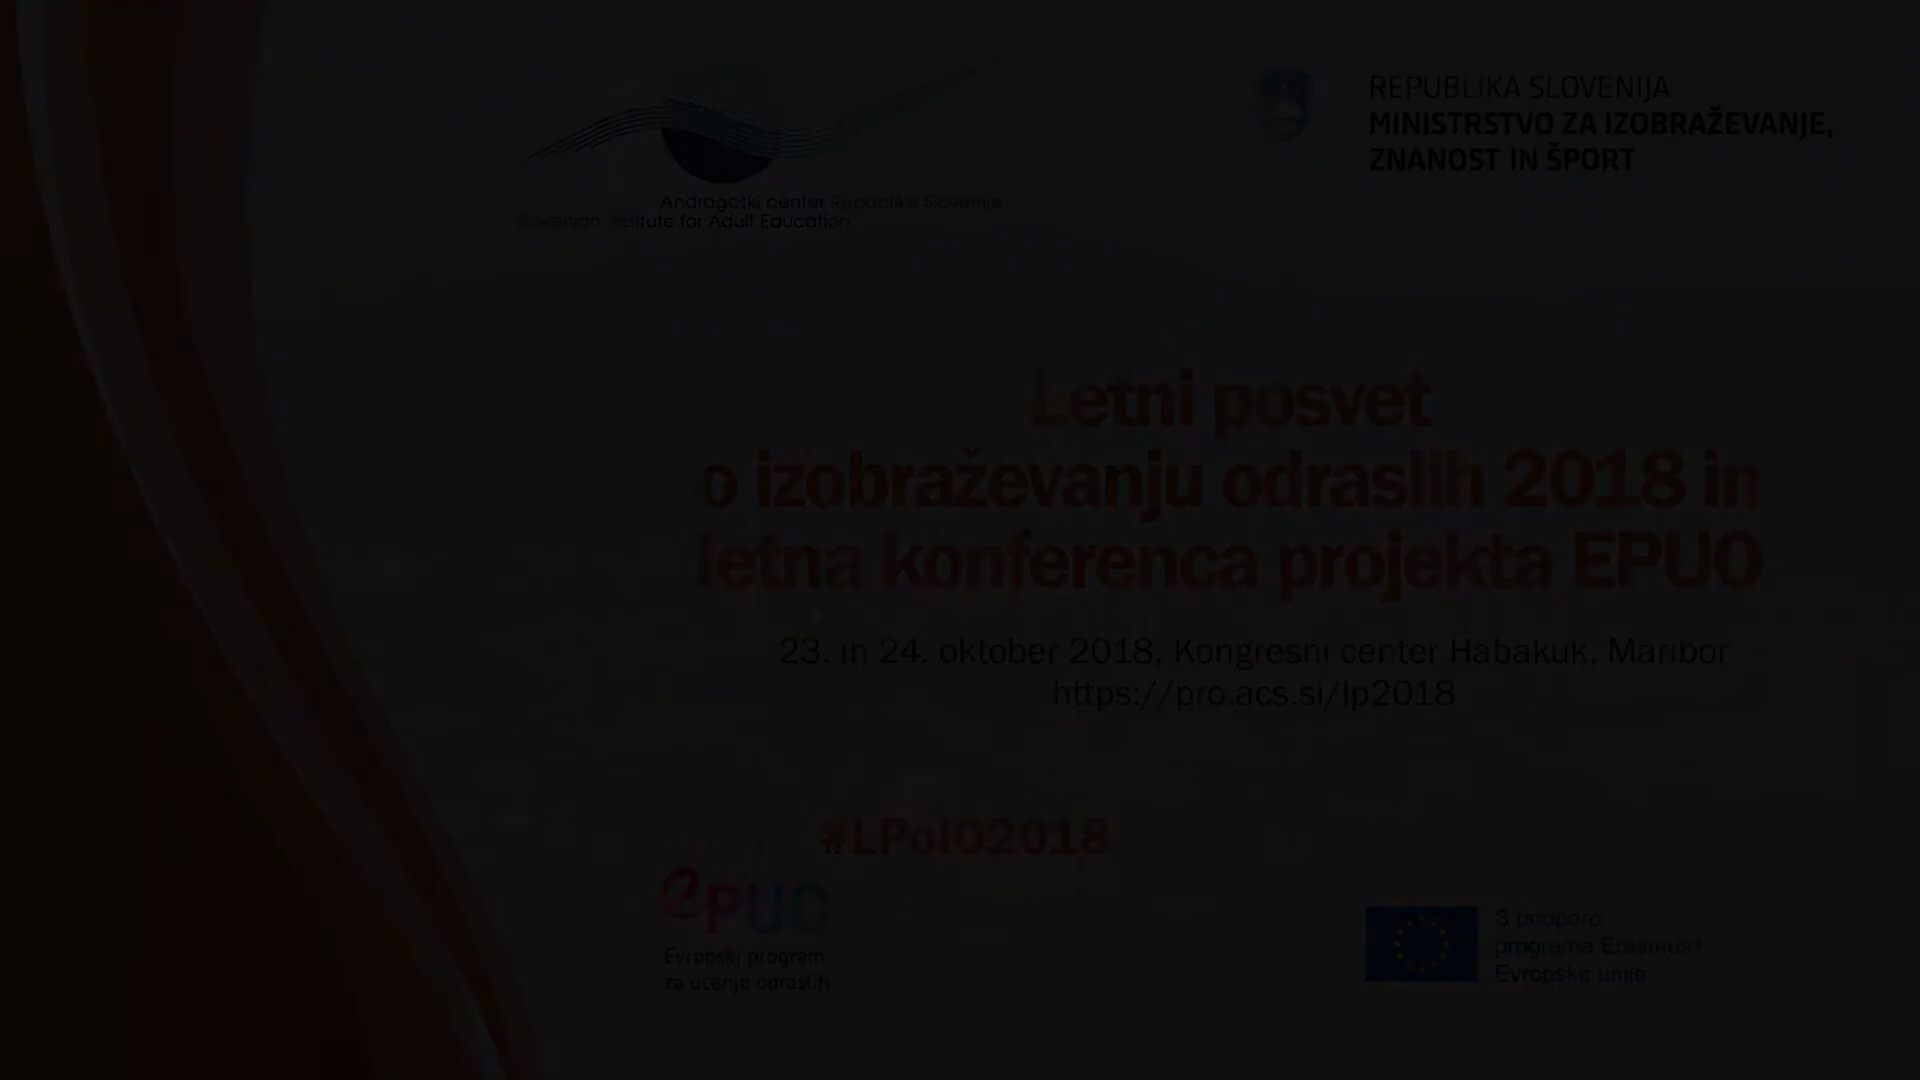 Andragoški center Republike Slovenije
Slovenian Institute for Adult Education
REPUBLIKA SLOVENIJA
MINISTRSTVO ZA IZOBRAŽEVANJE,
ZNANOST IN ŠPORT
Letni posvet
o izobraževanju odraslih 2018 in
letna konferenca projekta EPUO
23. in 24. oktober 2018, Kongresni center Habakuk, Maribor
https://pro.acs.si/lp2018
#LPoIO2018
ePUO
Evropski program
za učenje odraslih
S podporo
programa Erasmus+
Evropske unije